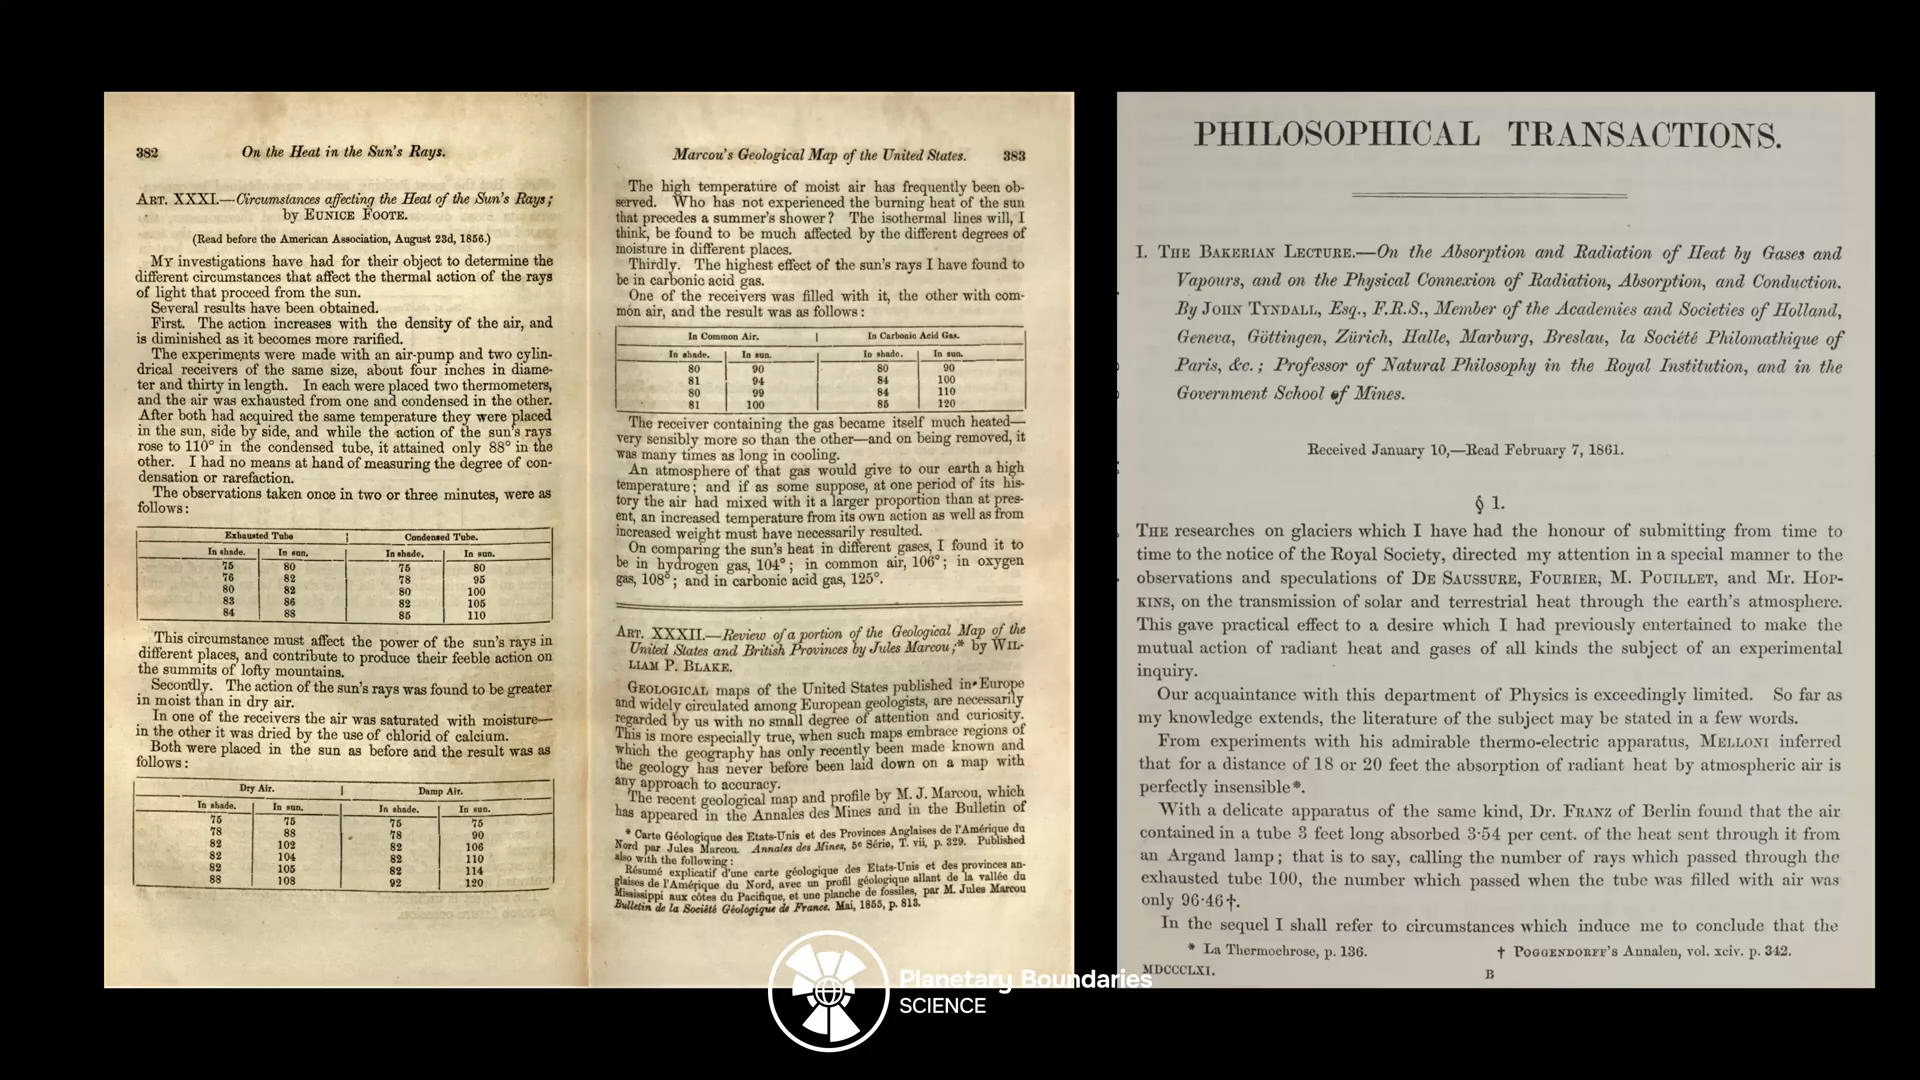 382 On the Heat in the Sun's Rays.
ART. XXXI.—Circumstances affecting the Heat of the Sun's Rays;
by EUNICE FOOTE.
(Read before the American Association, August 23d, 1856.)
MY investigations have had for their object to determine the
different circumstances that affect the thermal action of the rays
of light that proceed from the sun.
Several results have been obtained.
First. The action increases with the density of the air, and
is diminished as it becomes more rarified.
The experiments were made with an air-pump and two cylin-
drical receivers of the same size, about four inches in diame-
ter and thirty in length. In each were placed two thermometers,
and the air was exhausted from one and condensed in the other.
After both had acquired the same temperature they were placed
in the sun, side by side, and while the action of the sun's rays
rose to 110° in the condensed tube, it attained only 88° in the
other. I had no means at hand of measuring the degree of con-
densation or rarefaction.
The observations taken once in two or three minutes, were as
follows:
Exhausted Tube Condensed Tube.
In shade. In sun. In shade. In sun.
75 80 75 80
76 82 78 95
80 82 80 100
83 86 82 105
84 88 85 110
This circumstance must affect the power of the sun's rays in
different places, and contribute to produce their feeble action on
the summits of lofty mountains.
Secondly. The action of the sun's rays was found to be greater
in moist than in dry air.
In one of the receivers the air was saturated with moisture—
in the other it was dried by the use of chlorid of calcium.
Both were placed in the sun as before and the result was as
follows:
Dry Air. Damp Air.
In shade. In sun. In shade. In sun.
75 75 75 75
78 88 78 90
82 102 82 106
82 104 82 110
82 105 82 114
88 108 92 120
Marcou's Geological Map of the United States. 383
The high temperature of moist air has frequently been ob-
served. Who has not experienced the burning heat of the sun
that precedes a summer's shower? The isothermal lines will, I
think, be found to be much affected by the different degrees of
moisture in different places.
Thirdly. The highest effect of the sun's rays I have found to
be in carbonic acid gas.
One of the receivers was filled with it, the other with com-
mon air, and the result was as follows:
In Common Air. In Carbonic Acid Gas.
In shade. In sun. In shade. In sun.
80 90 80 90
81 94 84 100
80 99 84 110
81 100 85 120
The receiver containing the gas became itself much heated—
very sensibly more so than the other—and on being removed, it
was many times as long in cooling.
An atmosphere of that gas would give to our earth a high
temperature; and if as some suppose, at one period of its his-
tory the air had mixed with it a larger proportion than at pres-
ent, an increased temperature from its own action as well as from
increased weight must have necessarily resulted.
On comparing the sun's heat in different gases, I found it to
be in hydrogen gas, 104°; in common air, 106°; in oxygen
gas, 108°; and in carbonic acid gas, 125°.
ART. XXXII.—Review of a portion of the Geological Map of the
United States and British Provinces by Jules Marcou;* by WIL-
LIAM P. BLAKE.
GEOLOGICAL maps of the United States published in Europe
and widely circulated among European geologists, are necessarily
regarded by us with no small degree of attention and curiosity.
This is more especially true, when such maps embrace regions of
which the geography has only recently been made known and
the geology has never before been laid down on a map with
any approach to accuracy.
The recent geological map and profile by M. J. Marcou, which
has appeared in the Annales des Mines and in the Bulletin of
* Carte Géologique des Etats-Unis et des Provinces Anglaises de l'Amérique du
Nord par Jules Marcou. Annales des Mines, 5e Série, T. vii, p. 329. Published
also with the following:
Résumé explicatif d'une carte géologique des Etats-Unis et des provinces an-
glaises de l'Amérique du Nord, avec un profil géologique allant de la vallée du
Mississippi aux côtes du Pacifique, et une planche de fossiles, par M. Jules Marcou
Bulletin de la Société Géologique de France. Mai, 1855, p. 813.
PHILOSOPHICAL TRANSACTIONS.
I. THE BAKERIAN LECTURE.—On the Absorption and Radiation of Heat by Gases and
Vapours, and on the Physical Connexion of Radiation, Absorption, and Conduction.
By JOHN TYNDALL, Esq., F.R.S., Member of the Academies and Societies of Holland,
Geneva, Göttingen, Zürich, Halle, Marburg, Breslau, la Société Philomathique of
Paris, &c.; Professor of Natural Philosophy in the Royal Institution, and in the
Government School of Mines.
Received January 10,—Read February 7, 1861.
§ 1.
THE researches on glaciers which I have had the honour of submitting from time to
time to the notice of the Royal Society, directed my attention in a special manner to the
observations and speculations of DE SAUSSURE, FOURIER, M. POUILLET, and Mr. HOP-
KINS, on the transmission of solar and terrestrial heat through the earth's atmosphere.
This gave practical effect to a desire which I had previously entertained to make the
mutual action of radiant heat and gases of all kinds the subject of an experimental
inquiry.
Our acquaintance with this department of Physics is exceedingly limited. So far as
my knowledge extends, the literature of the subject may be stated in a few words.
From experiments with his admirable thermo-electric apparatus, MELLONI inferred
that for a distance of 18 or 20 feet the absorption of radiant heat by atmospheric air is
perfectly insensible*.
With a delicate apparatus of the same kind, Dr. FRANZ of Berlin found that the air
contained in a tube 3 feet long absorbed 3·54 per cent. of the heat sent through it from
an Argand lamp; that is to say, calling the number of rays which passed through the
exhausted tube 100, the number which passed when the tube was filled with air was
only 96·46†.
In the sequel I shall refer to circumstances which induce me to conclude that the
* La Thermochrose, p. 136. † POGGENDORFF'S Annalen, vol. xciv. p. 342.
MDCCCLXI. B
Planetary Boundaries
SCIENCE